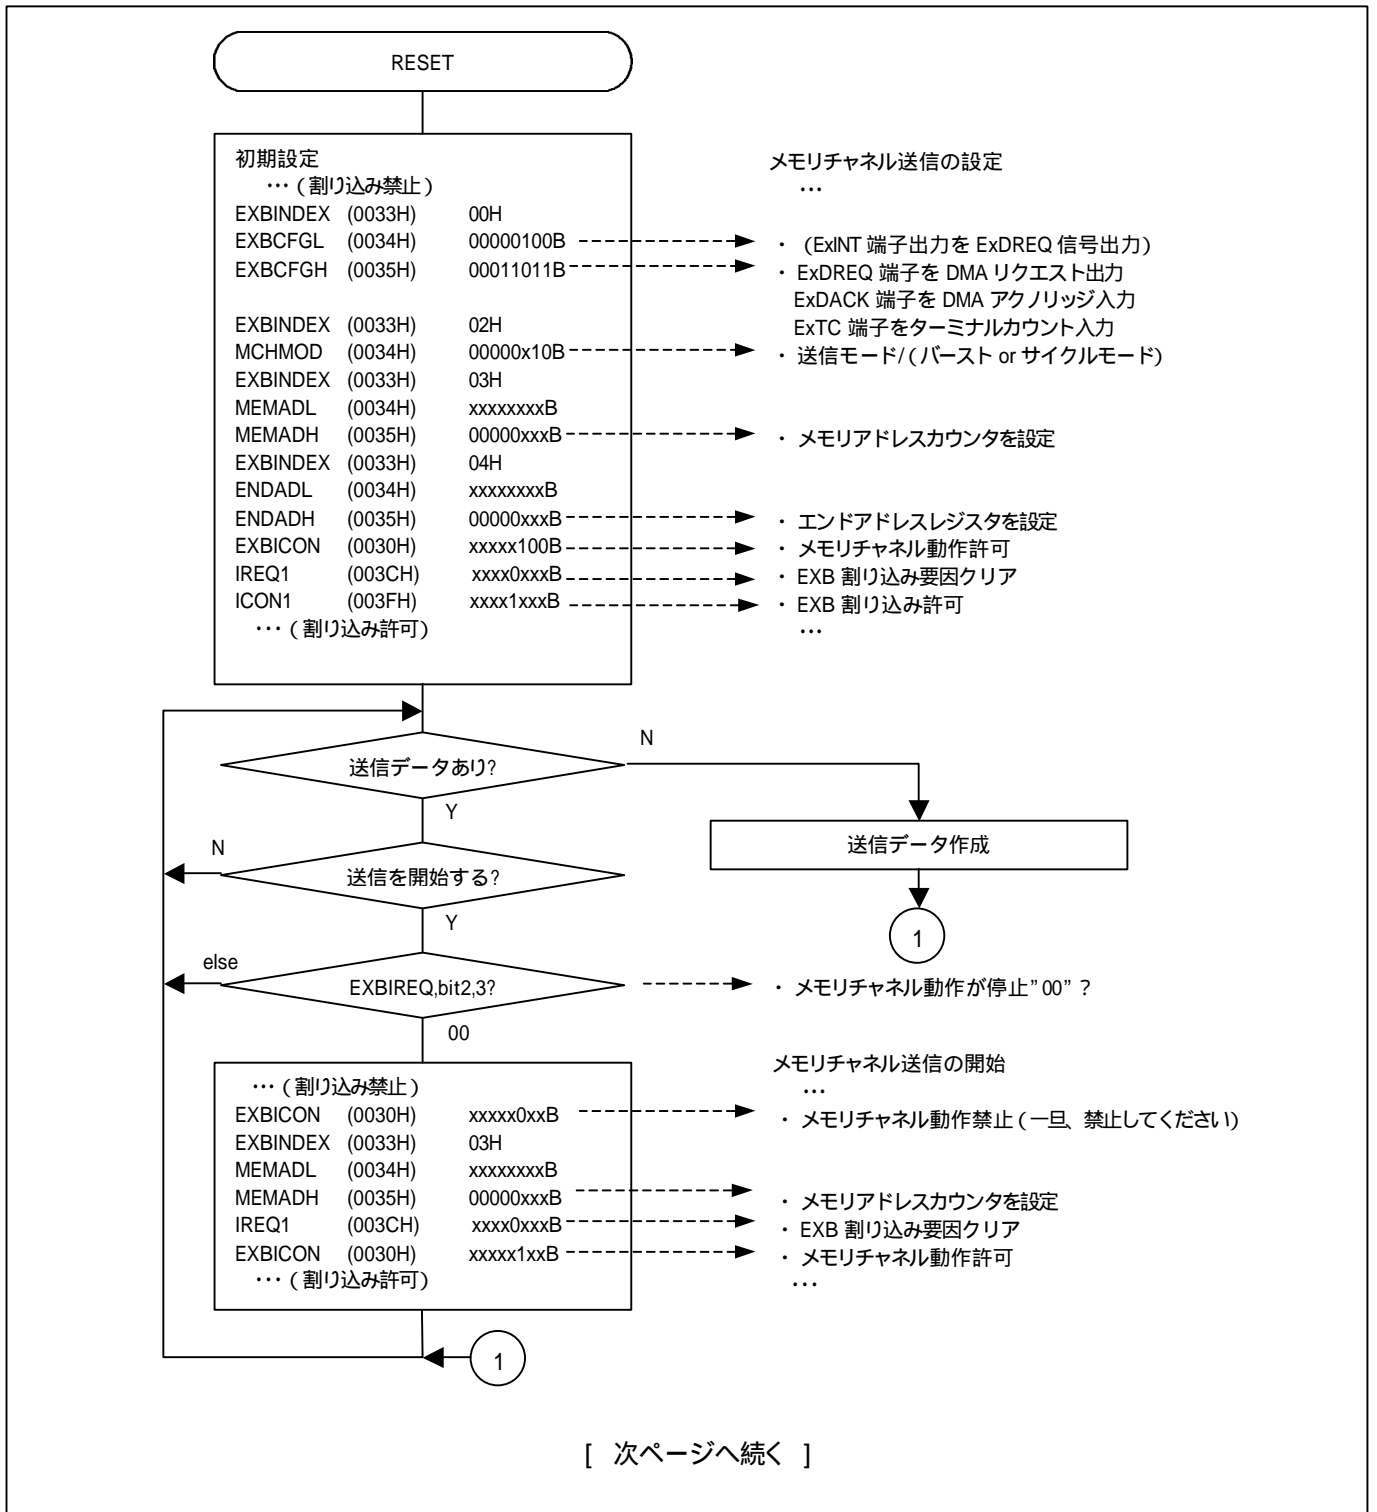 RESET
初期設定
･･･ ( 割り込み禁止 )
EXBINDEX (0033H) 00H
EXBCFGL (0034H) 00000100B
EXBCFGH (0035H) 00011011B
EXBINDEX (0033H) 02H
MCHMOD (0034H) 00000x10B
EXBINDEX (0033H) 03H
MEMADL (0034H) xxxxxxxxB
MEMADH (0035H) 00000xxxB
EXBINDEX (0033H) 04H
ENDADL (0034H) xxxxxxxxB
ENDADH (0035H) 00000xxxB
EXBICON (0030H) xxxxx100B
IREQ1 (003CH) xxxx0xxxB
ICON1 (003FH) xxxx1xxxB
･･･ ( 割り込み許可)
メモリチャネル送信の設定
･･･
・ (ExINT 端子出力を ExDREQ 信号出力)
・ ExDREQ 端子を DMA リクエスト出力
ExDACK 端子を DMA アクノリッジ入力
ExTC 端子をターミナルカウント入力
・ 送信モード/ ( バースト or サイクルモード)
・ メモリアドレスカウンタを設定
・ エンドアドレスレジスタを設定
・ メモリチャネル動作許可
・ EXB 割り込み要因クリア
・ EXB 割り込み許可
･･･
送信データあり?
N
Y
送信データ作成
1
送信を開始する?
N
Y
EXBIREQ,bit2,3?
else
00
・ メモリチャネル動作が停止”00” ?
･･･ ( 割り込み禁止 )
EXBICON (0030H) xxxxx0xxB
EXBINDEX (0033H) 03H
MEMADL (0034H) xxxxxxxxB
MEMADH (0035H) 00000xxxB
IREQ1 (003CH) xxxx0xxxB
EXBICON (0030H) xxxxx1xxB
･･･ ( 割り込み許可)
メモリチャネル送信の開始
･･･
・ メモリチャネル動作禁止 ( 一旦、禁止してください)
・ メモリアドレスカウンタを設定
・ EXB 割り込み要因クリア
・ メモリチャネル動作許可
･･･
1
[ 次ページへ続く ]